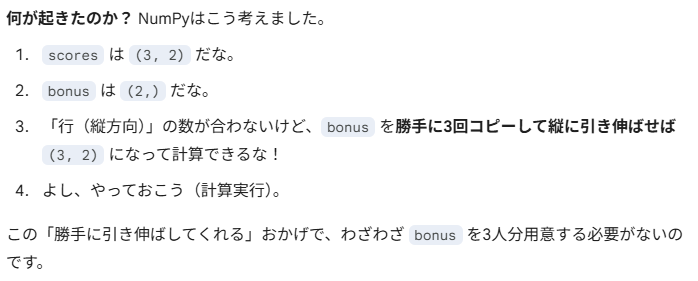 何が起きたのか？ NumPyはこう考えました。
1. scores は (3, 2) だな。
2. bonus は (2,) だな。
3. 「行（縦方向）」の数が合わないけど、bonus を勝手に3回コピーして縦に引き伸ばせば
(3, 2) になって計算できるな！
4. よし、やっておこう（計算実行）。
この「勝手に引き伸ばしてくれる」おかげで、わざわざ bonus を3人分用意する必要がないの
です。